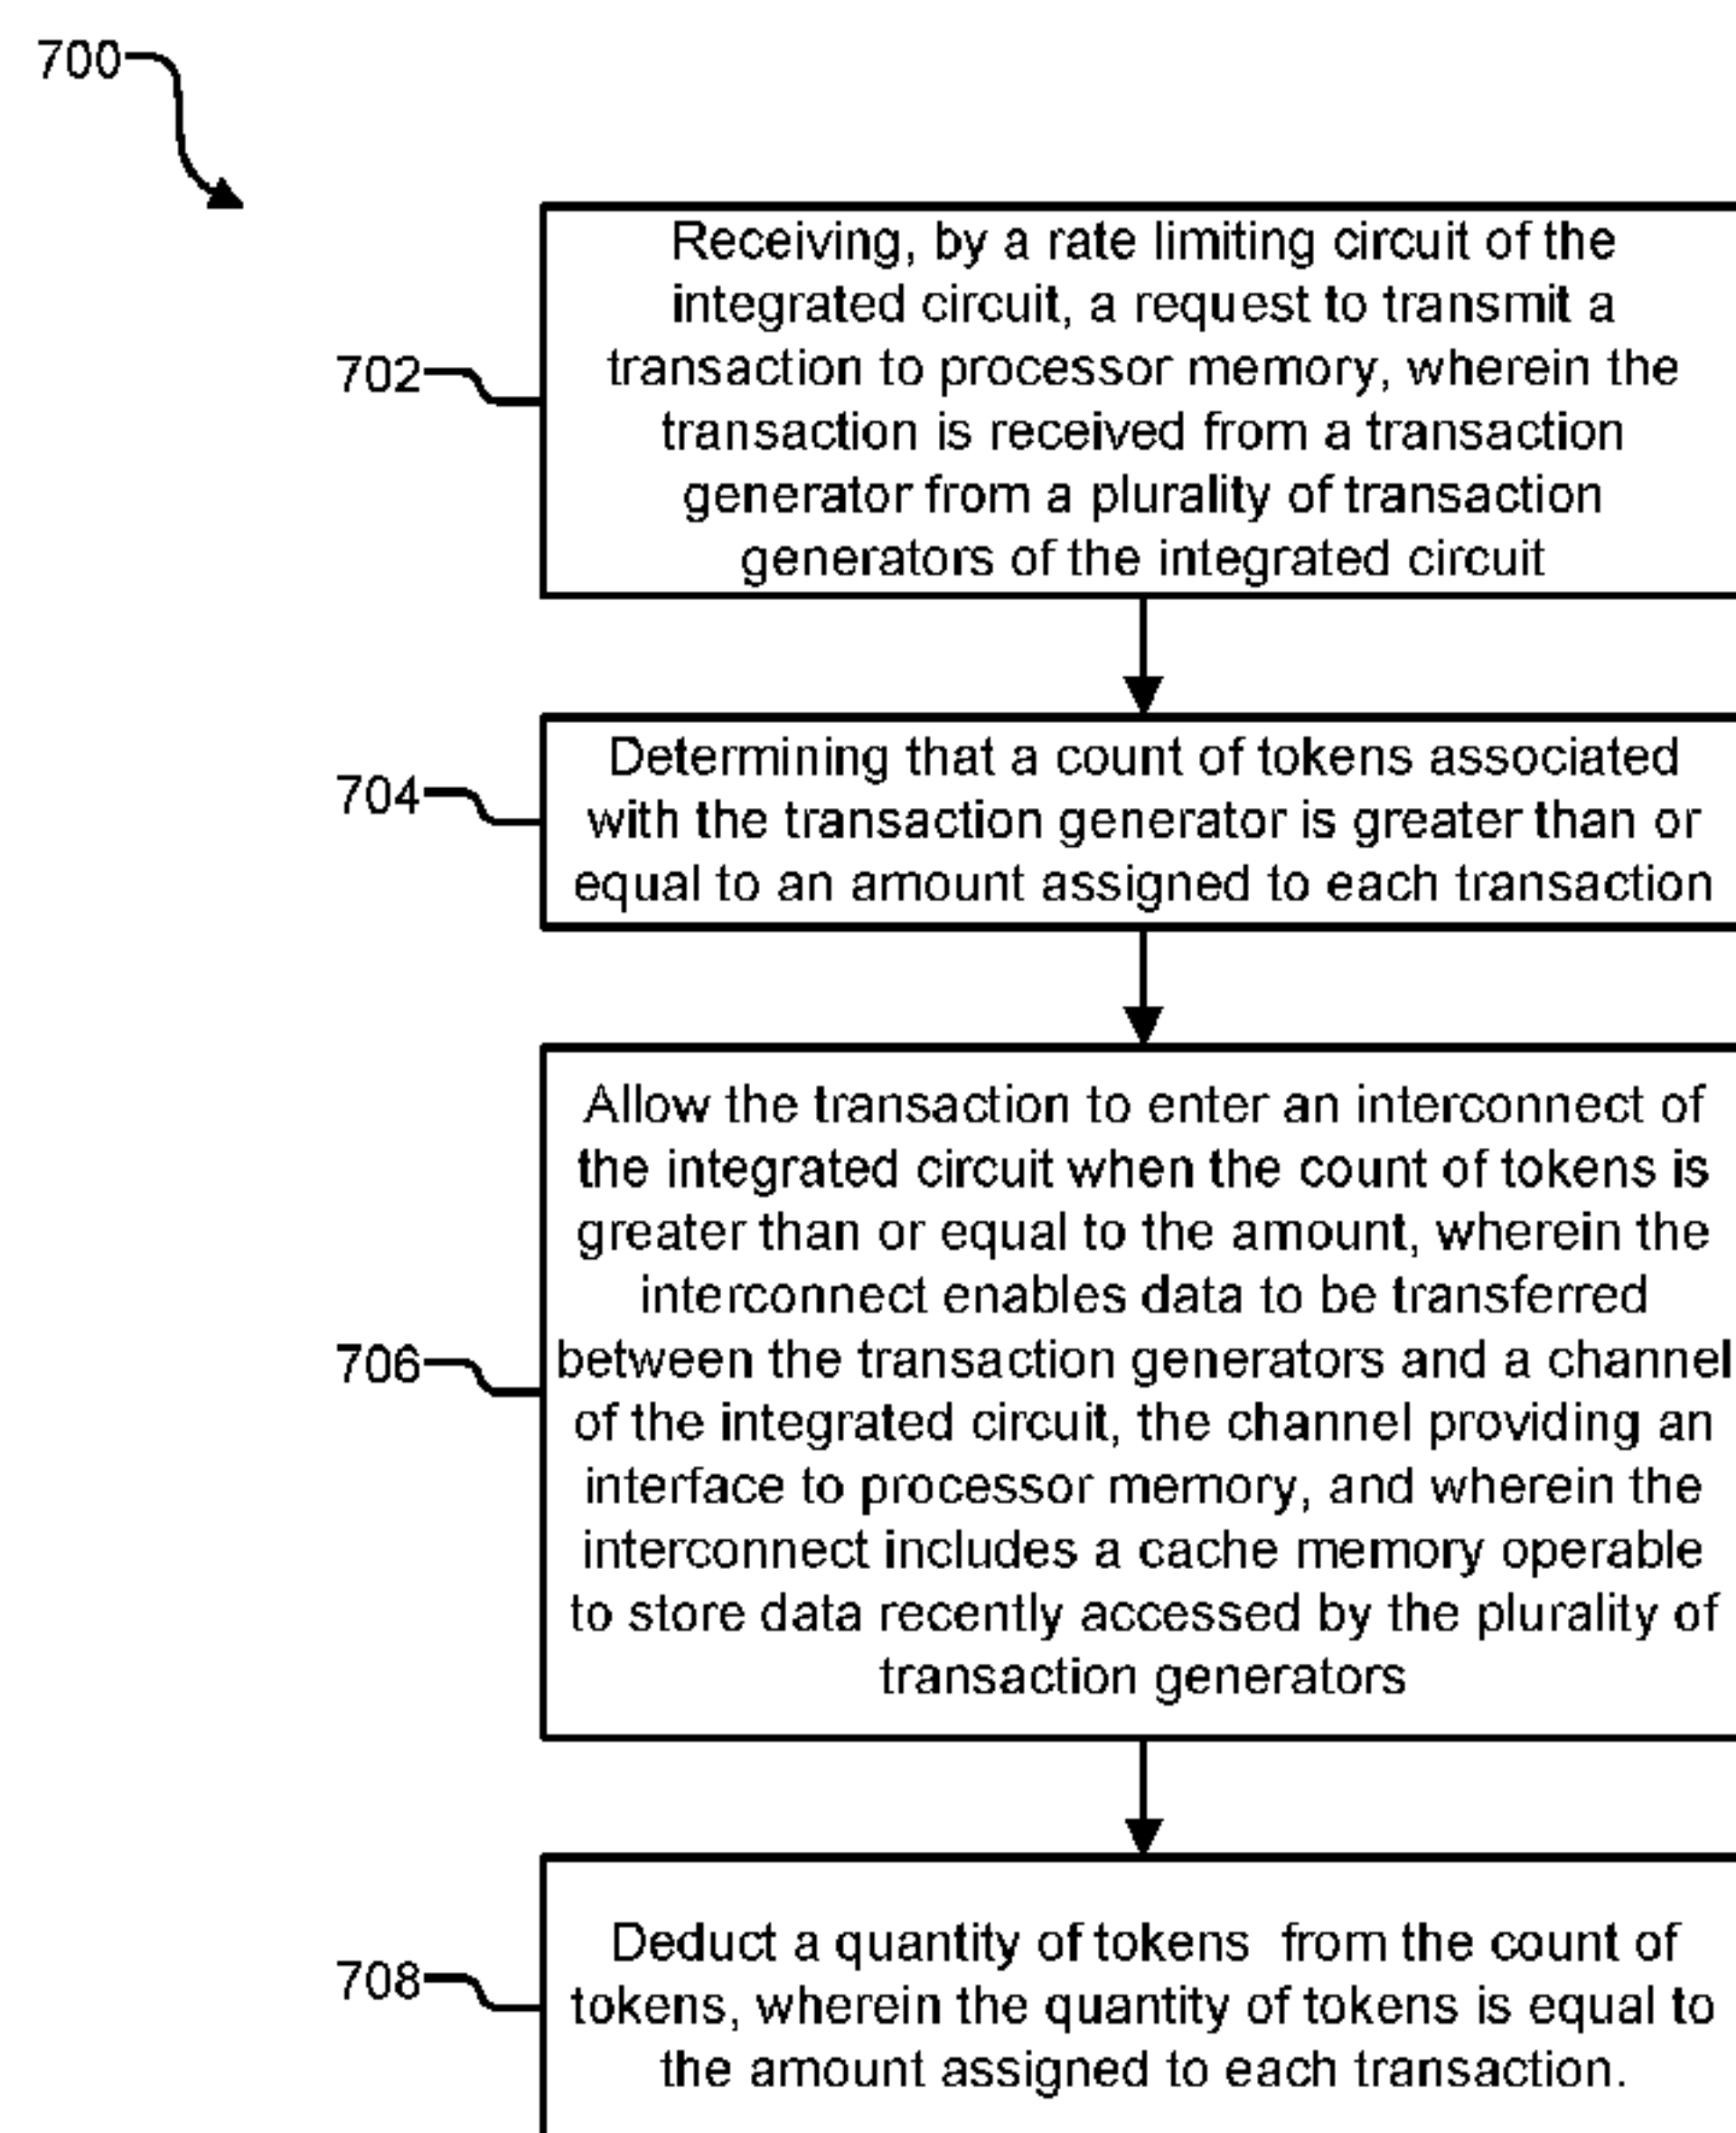 700
Receiving, by a rate limiting circuit of the
integrated circuit, a request to transmit a
702
transaction to processor memory, wherein the
transaction is received from a transaction
generator from a plurality of transaction
generators of the integrated circuit
Determining that a count of tokens associated
704
with the transaction generator is greater than or
equal to an amount assigned to each transaction
Allow the transaction to enter an interconnect of
the integrated circuit when the count of tokens is
greater than or equal to the amount, wherein the
interconnect enables data to be transferred
706
between the transaction generators and a channel
of the integrated circuit, the channel providing an
interface to processor memory, and wherein the
interconnect includes a cache memory operable
to store data recently accessed by the plurality of
transaction generators
Deduct a quantity of tokens from the count of
708
tokens, wherein the quantity of tokens is equal to
the amount assigned to each transaction.